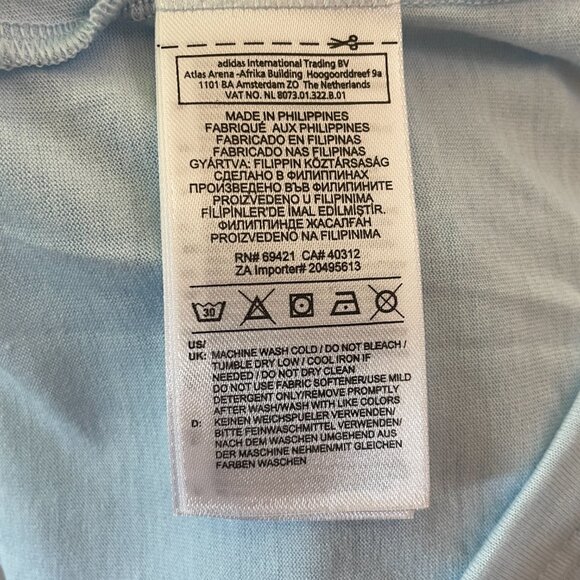 adidas International Trading BV
Atlas Arena -Afrika Building Hoogoorddreef 9a
1101 BA Amsterdam ZO The Netherlands
VAT NO. NL 8073.01.322.B.01
MADE IN PHILIPPINES
FABRIQUÉ AUX PHILIPPINES
FABRICADO EN FILIPINAS
FABRICADO NAS FILIPINAS
GYÁRTVA: FILIPPIN KÖZTÁRSASÁG
СДЕЛАНО В ФИЛИППИНАХ
ПРОИЗВЕДЕНО ВЪВ ФИЛИПИНИТЕ
PROIZVEDENO U FILIPINIMA
FİLİPİNLER'DE IMAL EDİLMİŞTİR.
ФИЛИППИНДЕ ЖАСАЛҒАН
PROIZVEDENO NA FILIPINIMA
RN# 69421 CA# 40312
ZA Importer# 20495613
30
US/
UK: MACHINE WASH COLD / DO NOT BLEACH /
TUMBLE DRY LOW / COOL IRON IF
NEEDED / DO NOT DRY CLEAN
DO NOT USE FABRIC SOFTENER/USE MILD
DETERGENT ONLY/REMOVE PROMPTLY
AFTER WASH/WASH WITH LIKE COLORS
D: KEINEN WEICHSPUELER VERWENDEN/
BITTE FEINWASCHMITTEL VERWENDEN/
NACH DEM WASCHEN UMGEHEND AUS
DER MASCHINE NEHMEN/MIT GLEICHEN
FARBEN WASCHEN